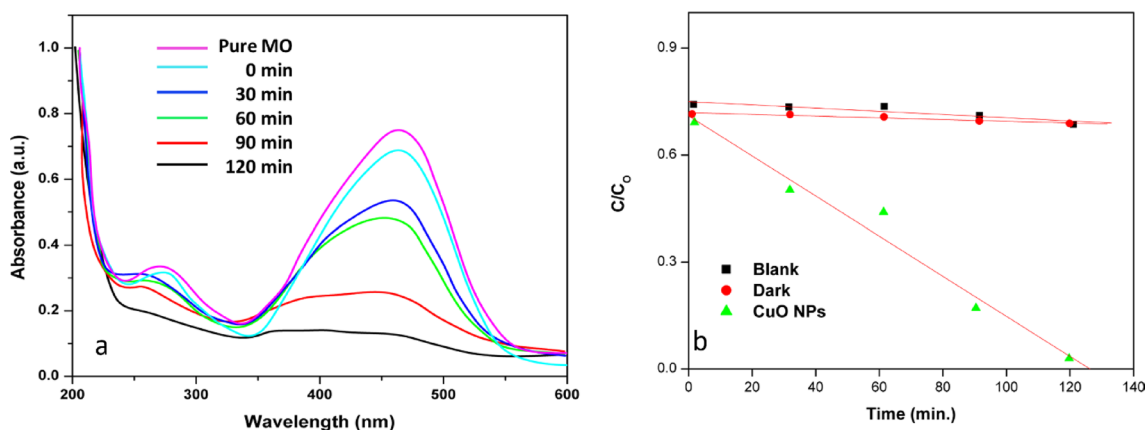 1.0
0.8
0.6
0.4
0.2
0.0
Absorbance (a.u.)
Pure MO
0 min
30 min
60 min
90 min
120 min
a
200
300
400
500
600
Wavelength (nm)
0.9
0.6
0.3
0.0
C/C_O
Blank
Dark
CuO NPs
b
0
20
40
60
80
100
120
140
Time (min.)